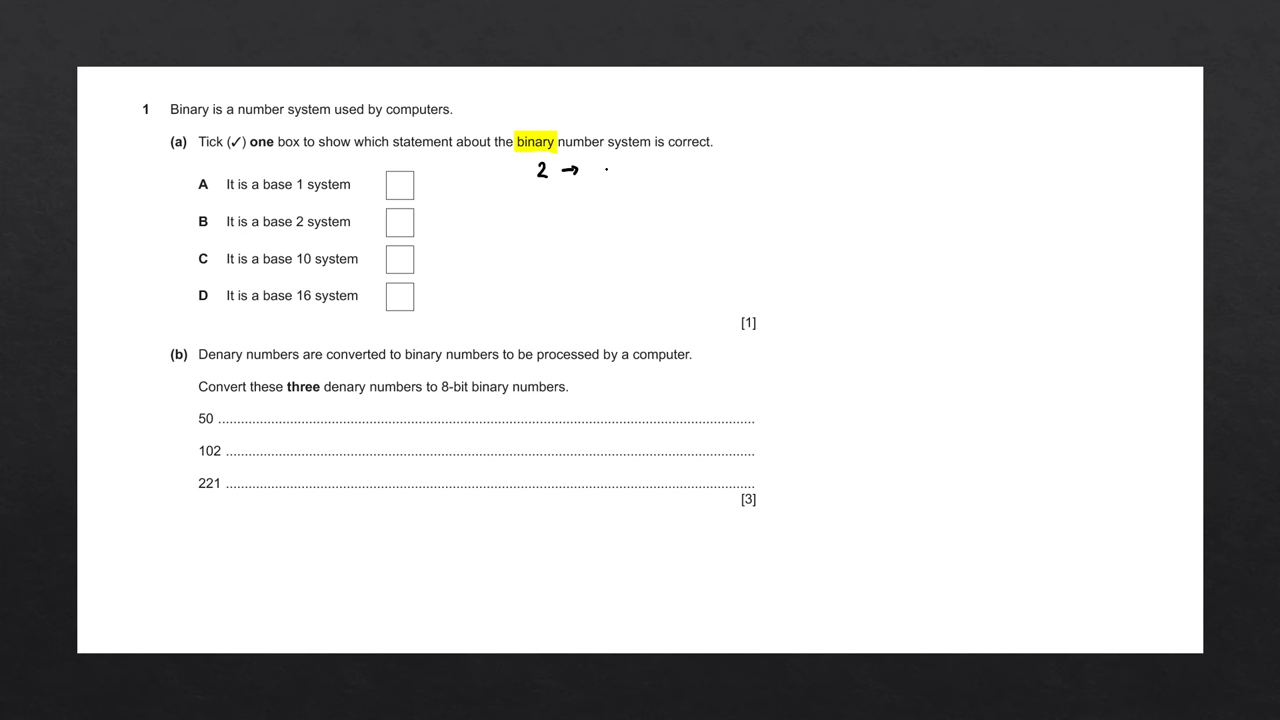 1 Binary is a number system used by computers.
(a) Tick (✓) one box to show which statement about the binary number system is correct.
2 →
A It is a base 1 system
B It is a base 2 system
C It is a base 10 system
D It is a base 16 system
[1]
(b) Denary numbers are converted to binary numbers to be processed by a computer.
Convert these three denary numbers to 8-bit binary numbers.
50 ................................................................................................................................................
102 ..............................................................................................................................................
221 ..............................................................................................................................................
[3]